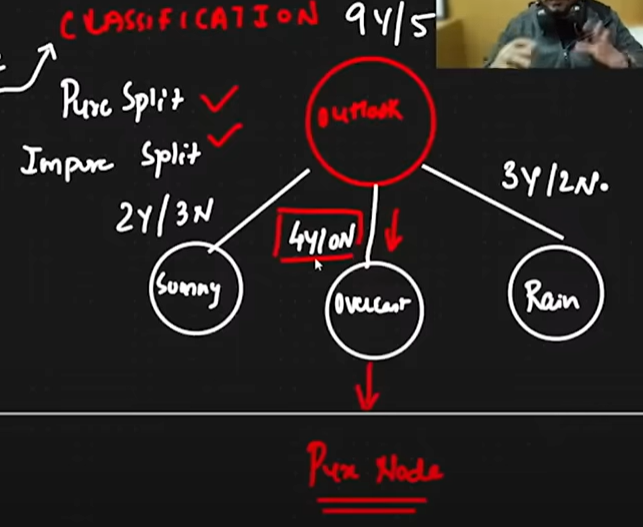 CLASSIFICATION 9Y/5
Pure Split
Impure Split
Outlook
2Y/3N
4Y/0N
3Y/2N.
Sunny
Overcast
Rain
Pure Node